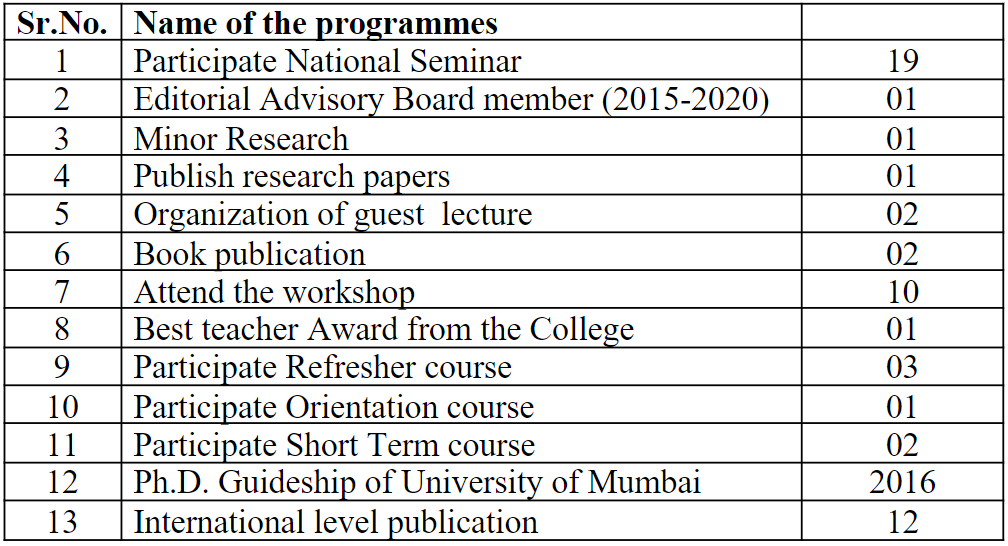 Sr.No. Name of the programmes
1 Participate National Seminar 19
2 Editorial Advisory Board member (2015-2020) 01
3 Minor Research 01
4 Publish research papers 01
5 Organization of guest  lecture 02
6 Book publication 02
7 Attend the workshop 10
8 Best teacher Award from the College 01
9 Participate Refresher course 03
10 Participate Orientation course 01
11 Participate Short Term course 02
12 Ph.D. Guideship of University of Mumbai 2016
13 International level publication 12